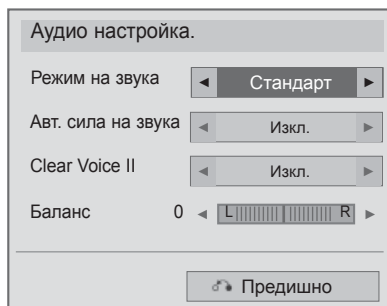 Аудио настройка.
Режим на звука ◄ Стандарт ►
Авт. сила на звука ◄ Изкл. ►
Clear Voice II ◄ Изкл. ►
Баланс 0 ◄ L R ►
Предишно